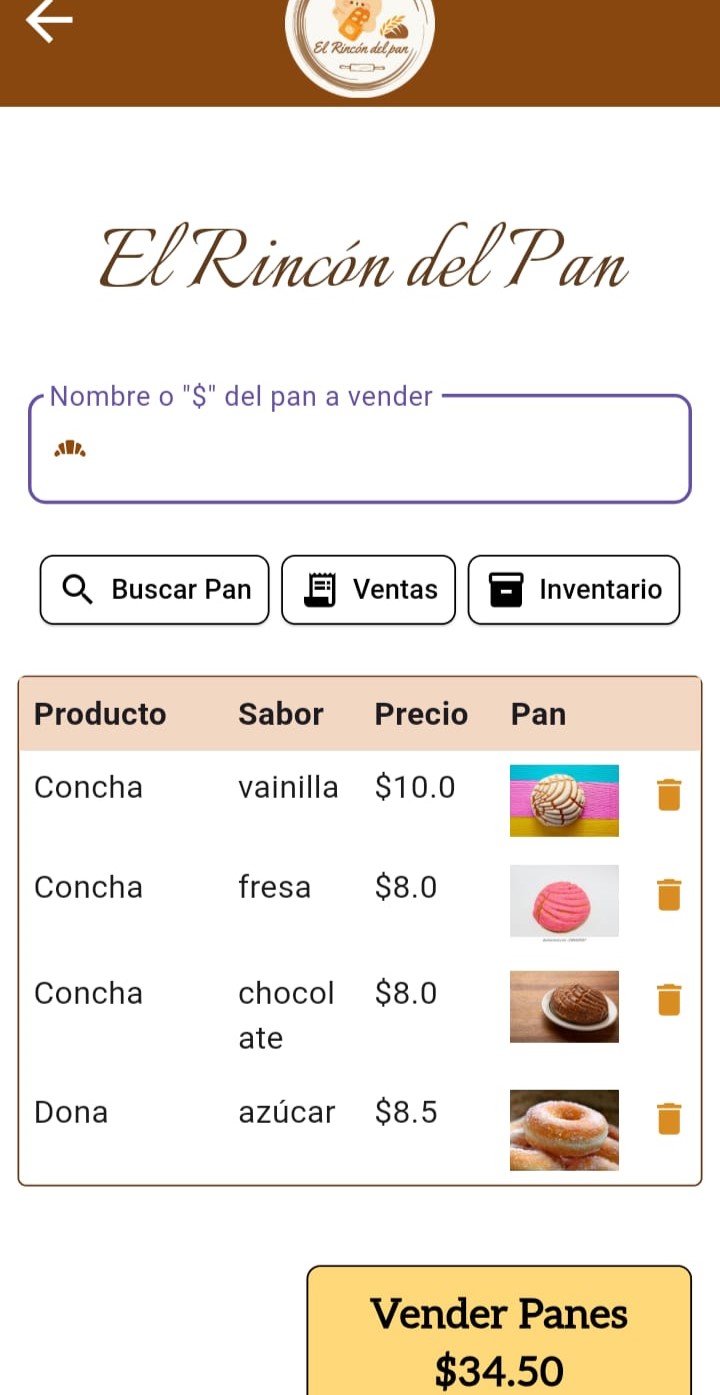 El Rincón del pan
El Rincón del Pan
Nombre o "$" del pan a vender
Buscar Pan Ventas Inventario
Producto Sabor Precio Pan
Concha vainilla $10.0
Concha fresa $8.0
Concha chocol $8.0
ate
Dona azúcar $8.5
Vender Panes
$34.50